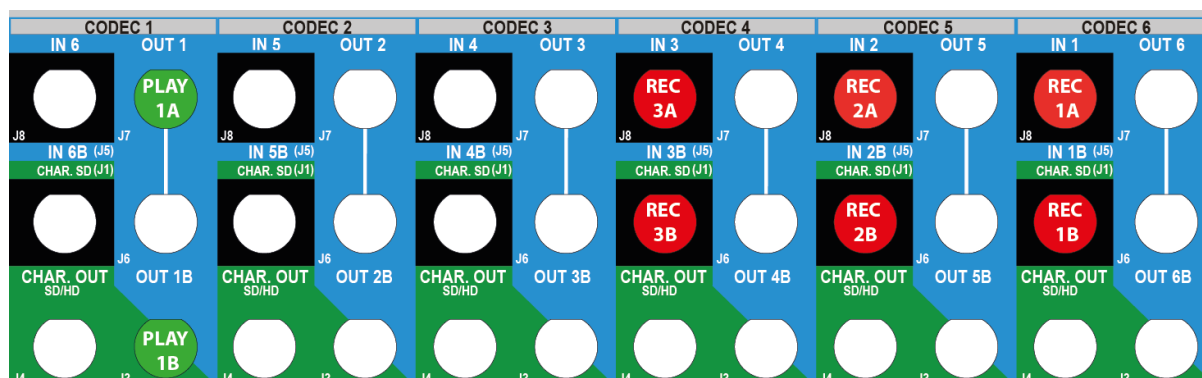 CODEC 1 CODEC 2 CODEC 3 CODEC 4 CODEC 5 CODEC 6
IN 6 OUT 1 IN 5 OUT 2 IN 4 OUT 3 IN 3 OUT 4 IN 2 OUT 5 IN 1 OUT 6
PLAY 1A REC 3A REC 2A REC 1A
J8 J7 J8 J7 J8 J7 J8 J7 J8 J7 J8 J7
IN 6B (J5) IN 5B (J5) IN 4B (J5) IN 3B (J5) IN 2B (J5) IN 1B (J5)
CHAR. SD (J1) CHAR. SD (J1) CHAR. SD (J1) CHAR. SD (J1) CHAR. SD (J1) CHAR. SD (J1)
REC 3B REC 2B REC 1B
J6 J6 J6 J6 J6 J6
CHAR. OUT OUT 1B CHAR. OUT OUT 2B CHAR. OUT OUT 3B CHAR. OUT OUT 4B CHAR. OUT OUT 5B CHAR. OUT OUT 6B
SD/HD SD/HD SD/HD SD/HD SD/HD SD/HD
PLAY 1B